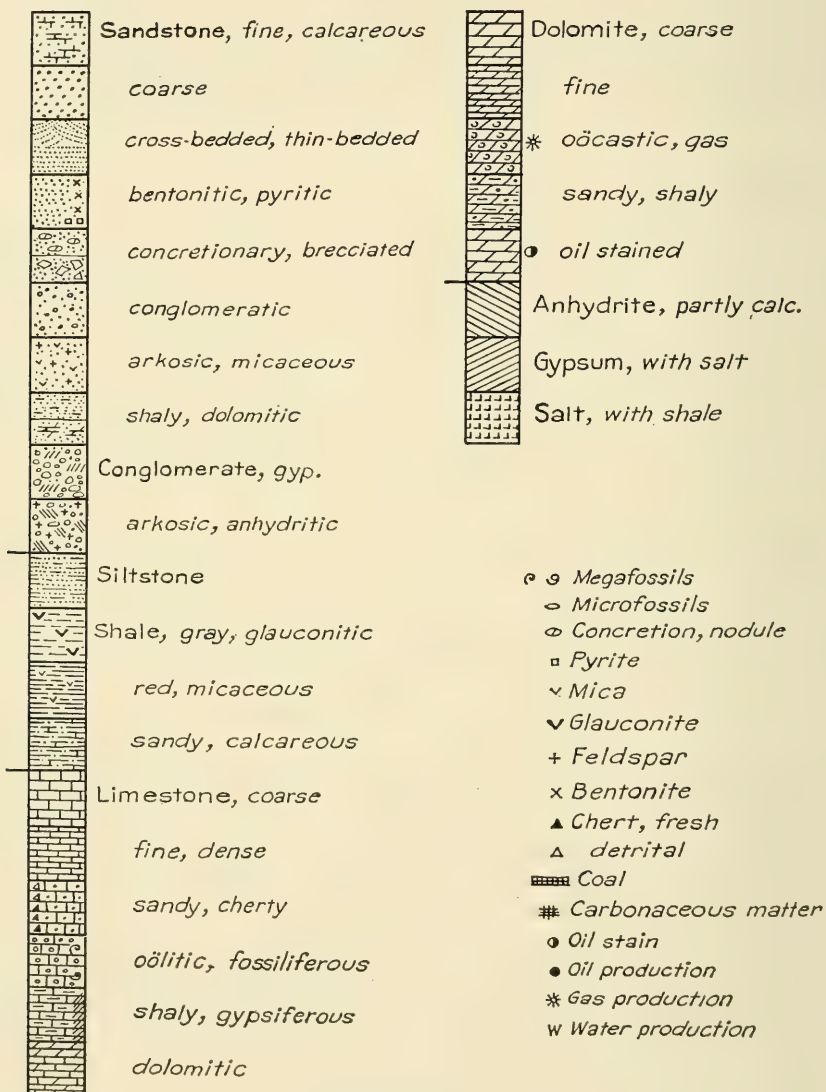 Sandstone, fine, calcareous
coarse
cross-bedded, thin-bedded
bentonitic, pyritic
concretionary, brecciated
conglomeratic
arkosic, micaceous
shaly, dolomitic
Conglomerate, gyp.
arkosic, anhydritic
Siltstone
Shale, gray, glauconitic
red, micaceous
sandy, calcareous
Limestone, coarse
fine, dense
sandy, cherty
oölitic, fossiliferous
shaly, gypsiferous
dolomitic
Dolomite, coarse
fine
oöcastic, gas
sandy, shaly
oil stained
Anhydrite, partly calc.
Gypsum, with salt
Salt, with shale
Megafossils
Microfossils
Concretion, nodule
Pyrite
Mica
Glauconite
Feldspar
Bentonite
Chert, fresh
detrital
Coal
Carbonaceous matter
Oil stain
Oil production
Gas production
w Water production